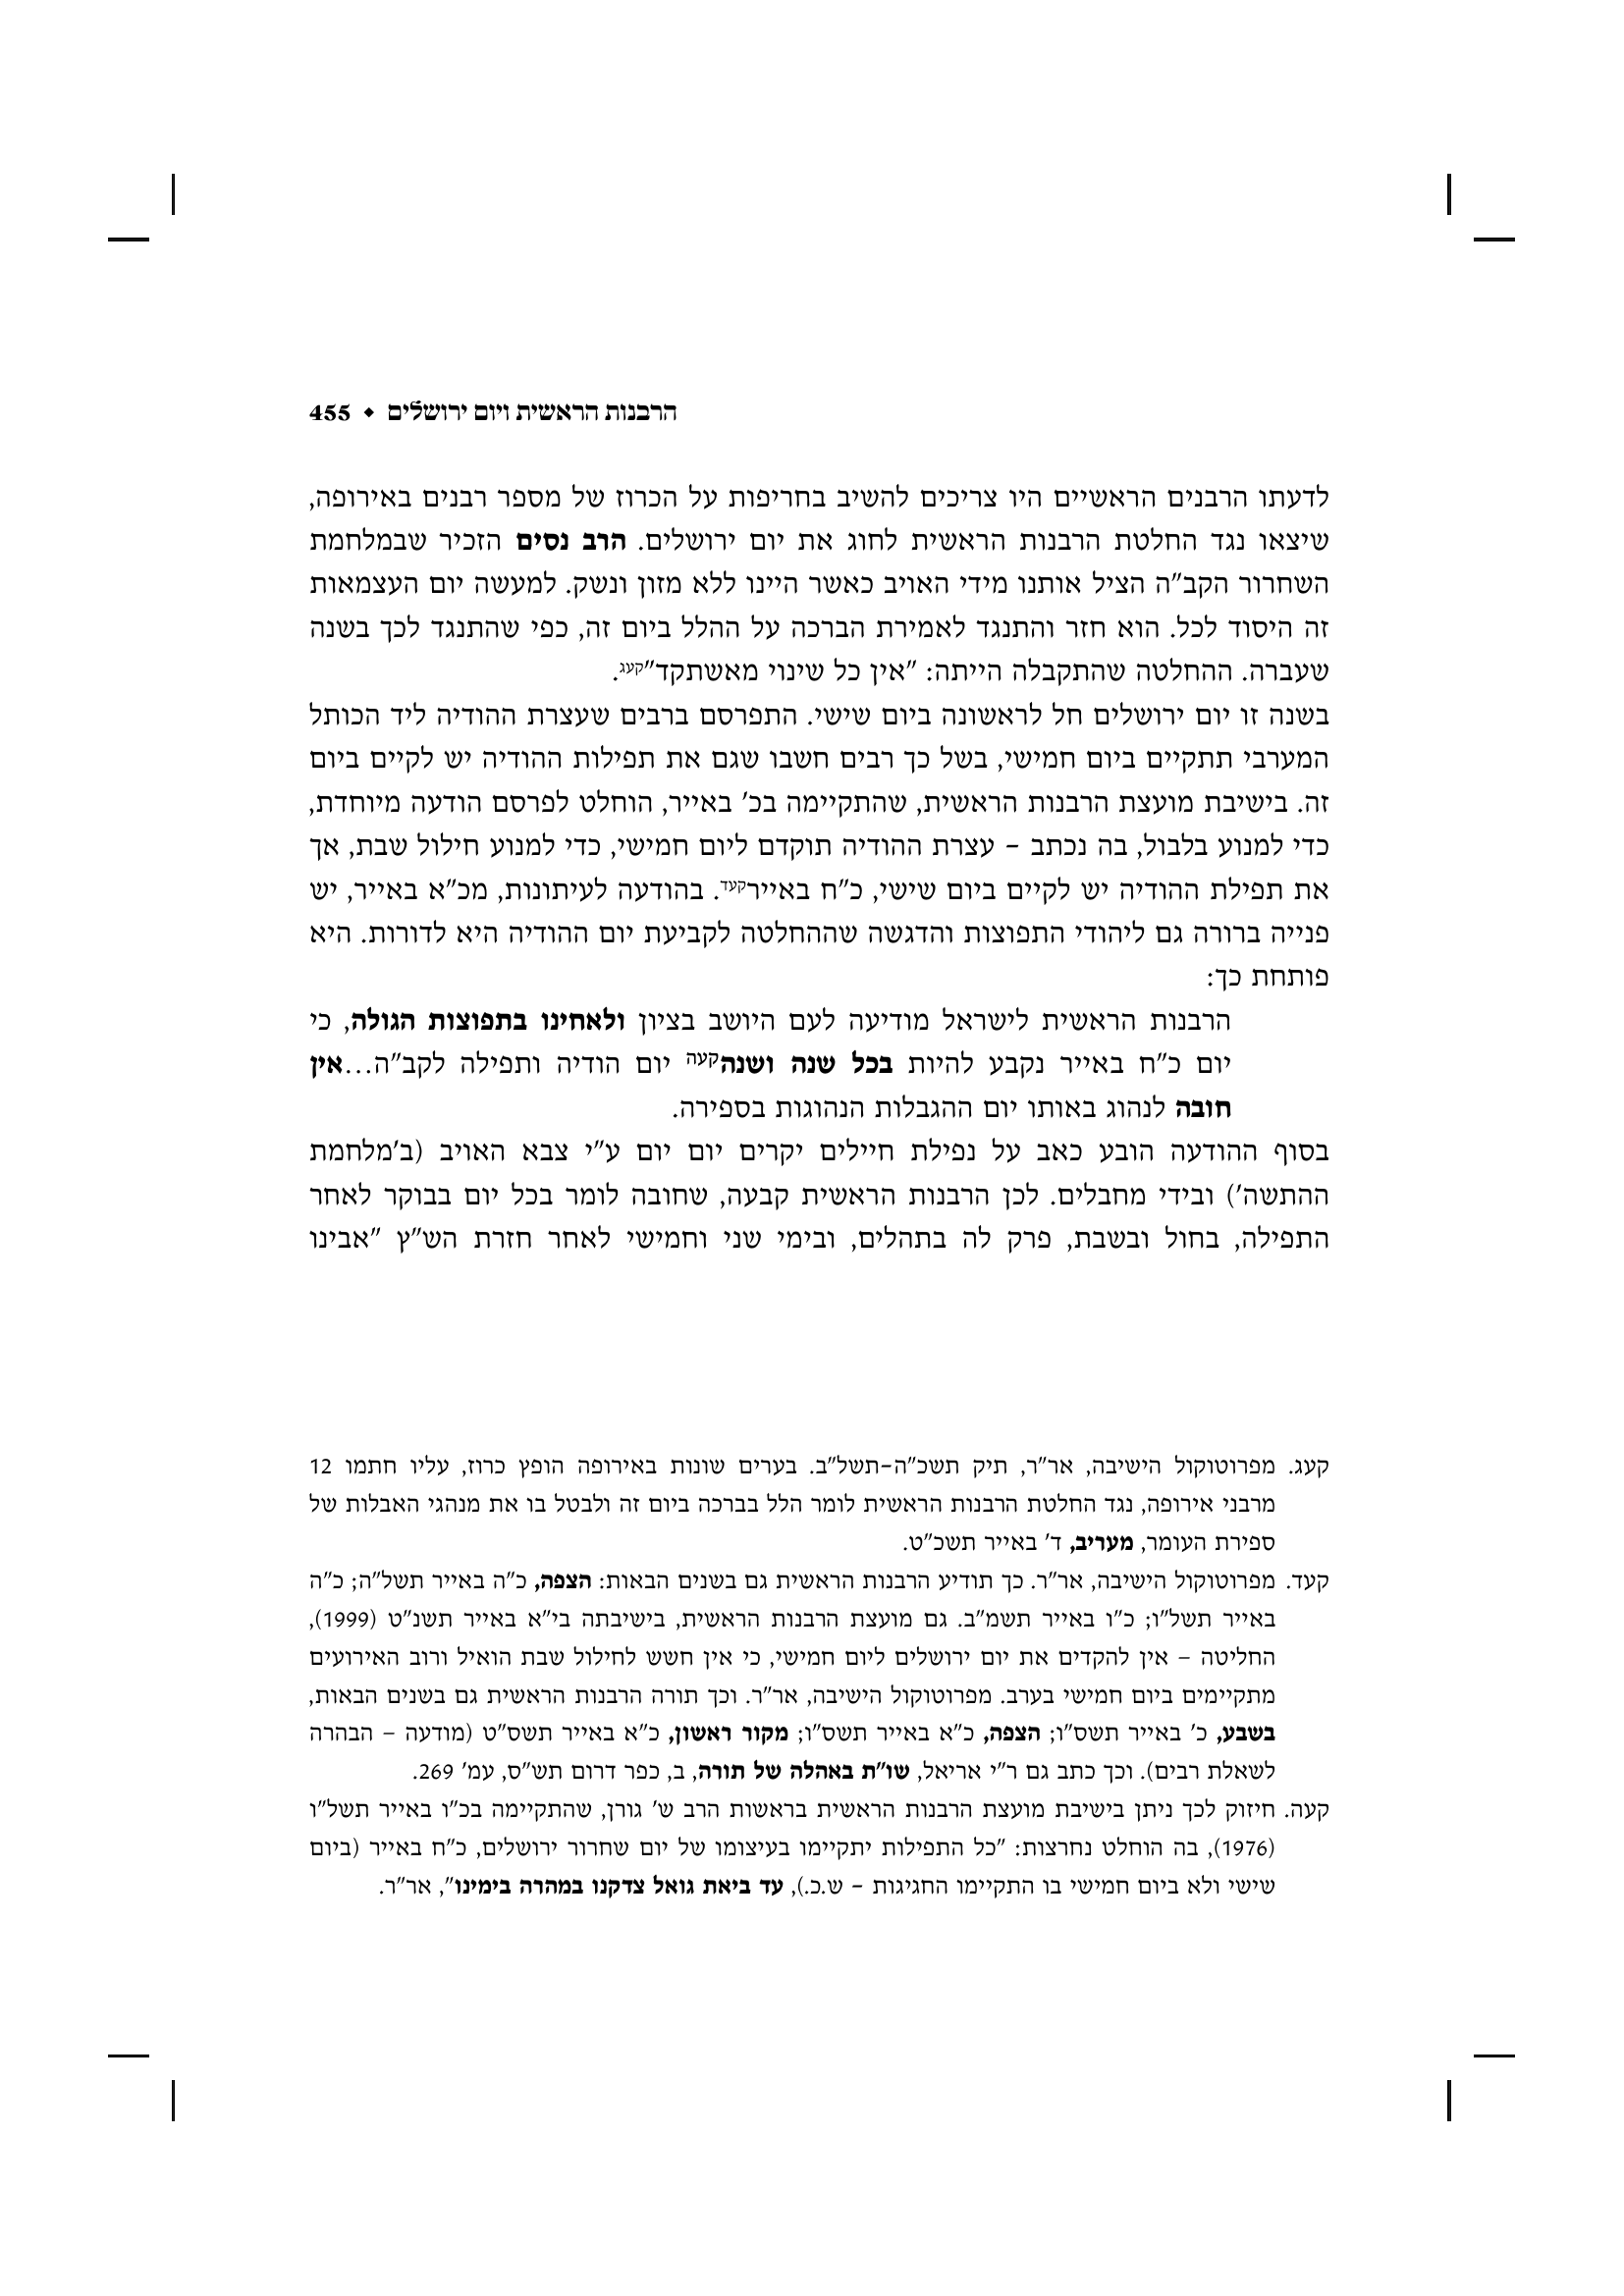 הרבנות הראשית ויום ירושלים ◆ 455
לדעתו הרבנים הראשיים היו צריכים להשיב בחריפות על הכרוז של מספר רבנים באירופה,
שיצאו נגד החלטת הרבנות הראשית לחוג את יום ירושלים. הרב נסים הזכיר שבמלחמת
השחרור הקב"ה הציל אותנו מידי האויב כאשר היינו ללא מזון ונשק. למעשה יום העצמאות
זה היסוד לכל. הוא חזר והתנגד לאמירת הברכה על ההלל ביום זה, כפי שהתנגד לכך בשנה
שעברה. ההחלטה שהתקבלה הייתה: "אין כל שינוי מאשתקד"קעג.
בשנה זו יום ירושלים חל לראשונה ביום שישי. התפרסם ברבים שעצרת ההודיה ליד הכותל
המערבי תתקיים ביום חמישי, בשל כך רבים חשבו שגם את תפילות ההודיה יש לקיים ביום
זה. בישיבת מועצת הרבנות הראשית, שהתקיימה בכ' באייר, הוחלט לפרסם הודעה מיוחדת,
כדי למנוע בלבול, בה נכתב – עצרת ההודיה תוקדם ליום חמישי, כדי למנוע חילול שבת, אך
את תפילת ההודיה יש לקיים ביום שישי, כ"ח באיירקעד. בהודעה לעיתונות, מכ"א באייר, יש
פנייה ברורה גם ליהודי התפוצות והדגשה שההחלטה לקביעת יום ההודיה היא לדורות. היא
פותחת כך:
הרבנות הראשית לישראל מודיעה לעם היושב בציון ולאחינו בתפוצות הגולה, כי
יום כ"ח באייר נקבע להיות בכל שנה ושנהקעה יום הודיה ותפילה לקב"ה...אין
חובה לנהוג באותו יום ההגבלות הנהוגות בספירה.
בסוף ההודעה הובע כאב על נפילת חיילים יקרים יום יום ע"י צבא האויב (ב'מלחמת
ההתשה') ובידי מחבלים. לכן הרבנות הראשית קבעה, שחובה לומר בכל יום בבוקר לאחר
התפילה, בחול ובשבת, פרק לה בתהלים, ובימי שני וחמישי לאחר חזרת הש"ץ "אבינו
קעג. מפרוטוקול הישיבה, אר"ר, תיק תשכ"ה–תשל"ב. בערים שונות באירופה הופץ כרוז, עליו חתמו 12
מרבני אירופה, נגד החלטת הרבנות הראשית לומר הלל בברכה ביום זה ולבטל בו את מנהגי האבלות של
ספירת העומר, מעריב, ד' באייר תשכ"ט.
קעד. מפרוטוקול הישיבה, אר"ר. כך תודיע הרבנות הראשית גם בשנים הבאות: הצפה, כ"ה באייר תשל"ה; כ"ה
באייר תשל"ו; כ"ו באייר תשמ"ב. גם מועצת הרבנות הראשית, בישיבתה בי"א באייר תשנ"ט (1999),
החליטה – אין להקדים את יום ירושלים ליום חמישי, כי אין חשש לחילול שבת הואיל ורוב האירועים
מתקיימים ביום חמישי בערב. מפרוטוקול הישיבה, אר"ר. וכך תורה הרבנות הראשית גם בשנים הבאות,
בשבע, כ' באייר תשס"ו; הצפה, כ"א באייר תשס"ו; מקור ראשון, כ"א באייר תשס"ט (מודעה – הבהרה
לשאלת רבים). וכך כתב גם ר"י אריאל, שו"ת באהלה של תורה, ב, כפר דרום תש"ס, עמ' 269.
קעה. חיזוק לכך ניתן בישיבת מועצת הרבנות הראשית בראשות הרב ש' גורן, שהתקיימה בכ"ו באייר תשל"ו
(1976), בה הוחלט נחרצות: "כל התפילות יתקיימו בעיצומו של יום שחרור ירושלים, כ"ח באייר (ביום
שישי ולא ביום חמישי בו התקיימו החגיגות – ש.כ.), עד ביאת גואל צדקנו במהרה בימינו", אר"ר.